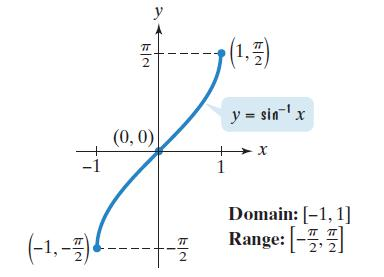 y
π/2
(1, π/2)
y = sin⁻¹ x
(0, 0)
x
−1
1
Domain: [−1, 1]
(−1, −π/2)
−π/2
Range: [−π/2, π/2]